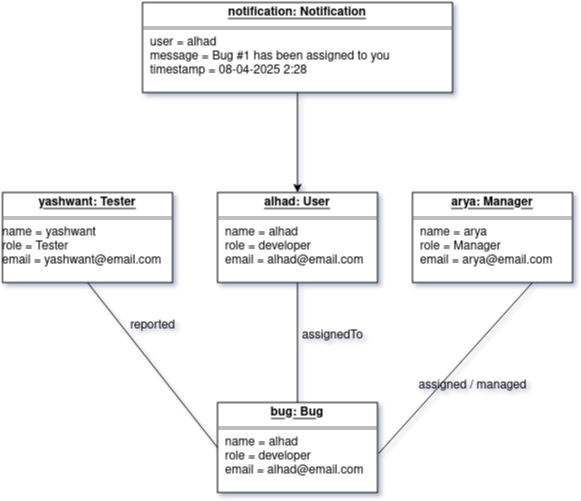 notification: Notification
user = alhad
message = Bug #1 has been assigned to you
timestamp = 08-04-2025 2:28
yashwant: Tester
name = yashwant
role = Tester
email = yashwant@email.com
alhad: User
name = alhad
role = developer
email = alhad@email.com
arya: Manager
name = arya
role = Manager
email = arya@email.com
reported
assignedTo
assigned / managed
bug: Bug
name = alhad
role = developer
email = alhad@email.com